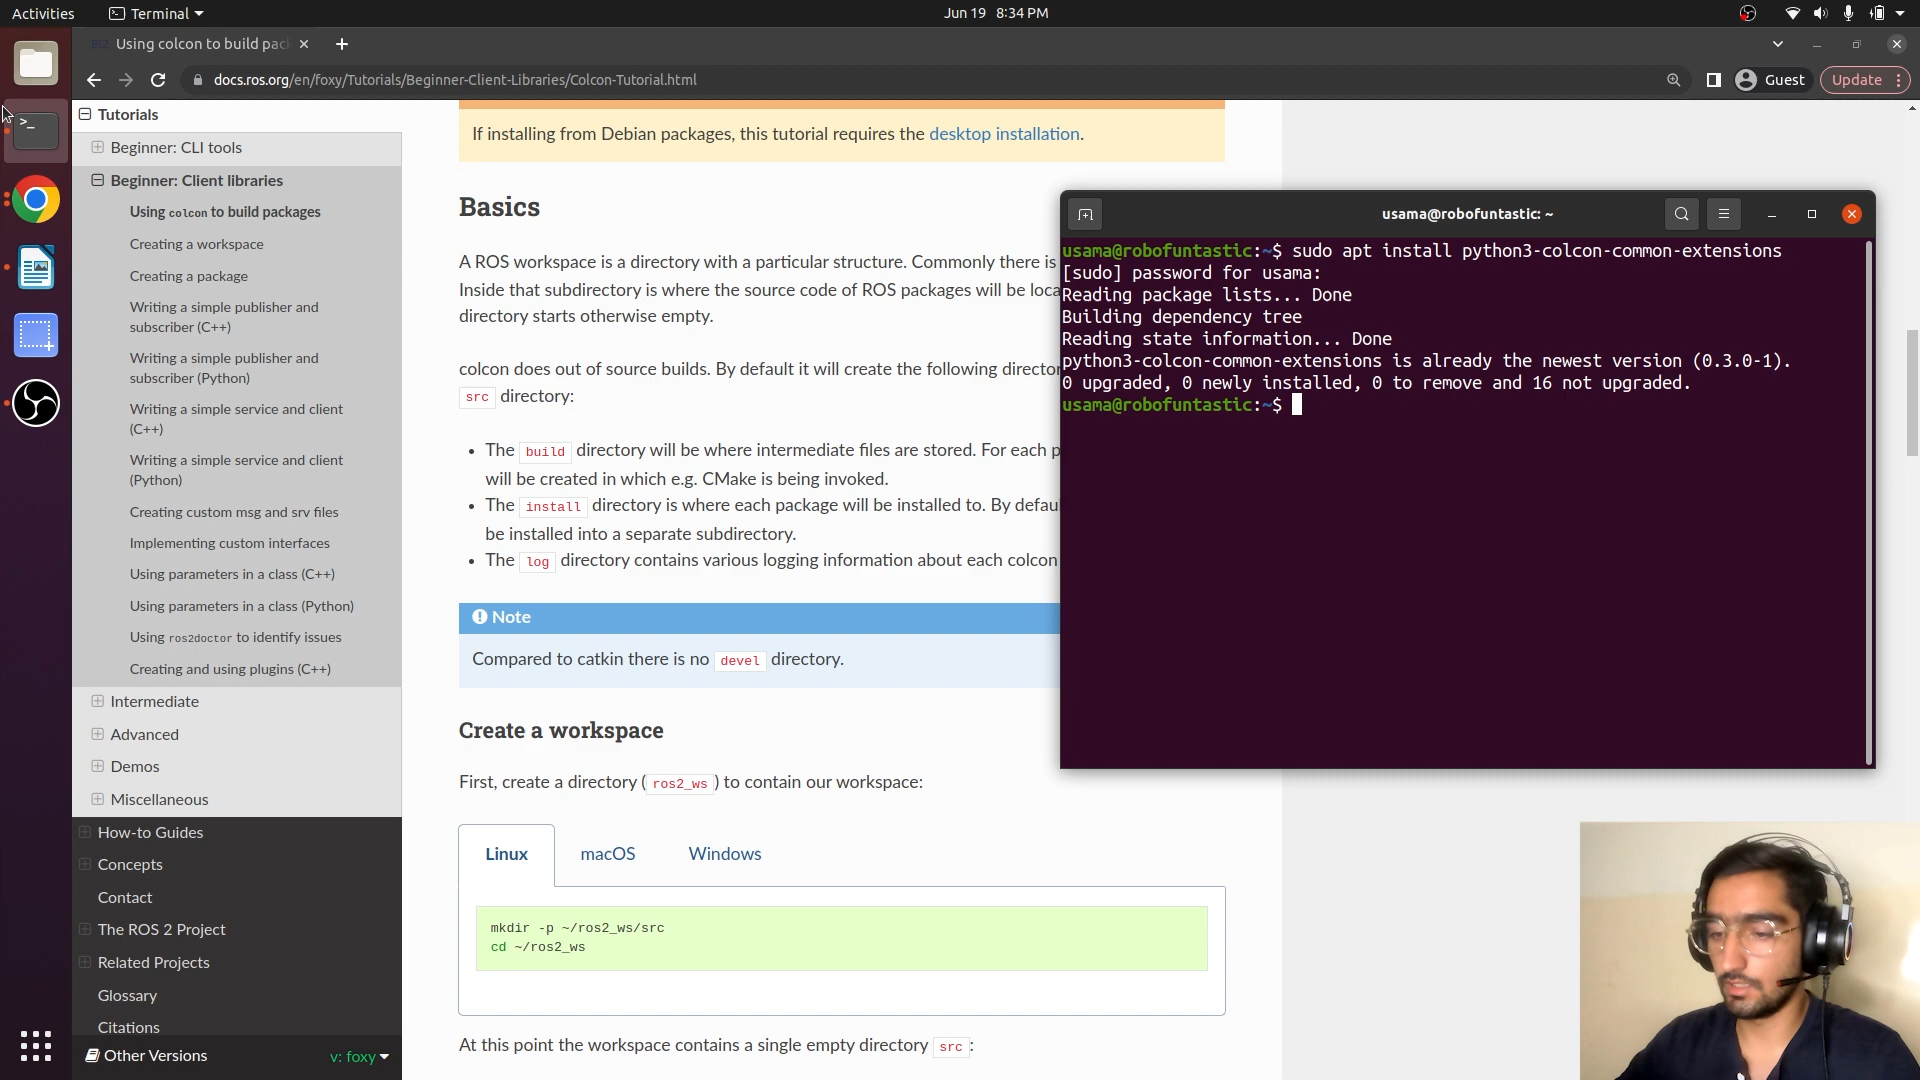 Activities
Terminal
Jun 19 8:34 PM
Using colcon to build pac
docs.ros.org/en/foxy/Tutorials/Beginner-Client-Libraries/Colcon-Tutorial.html
Guest
Update
Tutorials
Beginner: CLI tools
Beginner: Client libraries
Using colcon to build packages
Creating a workspace
Creating a package
Writing a simple publisher and
subscriber (C++)
Writing a simple publisher and
subscriber (Python)
Writing a simple service and client
(C++)
Writing a simple service and client
(Python)
Creating custom msg and srv files
Implementing custom interfaces
Using parameters in a class (C++)
Using parameters in a class (Python)
Using ros2doctor to identify issues
Creating and using plugins (C++)
Intermediate
Advanced
Demos
Miscellaneous
How-to Guides
Concepts
Contact
The ROS 2 Project
Related Projects
Glossary
Citations
Other Versions
v: foxy
If installing from Debian packages, this tutorial requires the desktop installation.
Basics
A ROS workspace is a directory with a particular structure. Commonly there is
Inside that subdirectory is where the source code of ROS packages will be loca
directory starts otherwise empty.
colcon does out of source builds. By default it will create the following director
src directory:
The build directory will be where intermediate files are stored. For each p
will be created in which e.g. CMake is being invoked.
The install directory is where each package will be installed to. By defau
be installed into a separate subdirectory.
The log directory contains various logging information about each colcon
Note
Compared to catkin there is no devel directory.
Create a workspace
First, create a directory (ros2_ws) to contain our workspace:
Linux
macOS
Windows
mkdir -p ~/ros2_ws/src
cd ~/ros2_ws
At this point the workspace contains a single empty directory src:
usama@robofuntastic: ~
usama@robofuntastic:~$ sudo apt install python3-colcon-common-extensions
[sudo] password for usama:
Reading package lists... Done
Building dependency tree
Reading state information... Done
python3-colcon-common-extensions is already the newest version (0.3.0-1).
0 upgraded, 0 newly installed, 0 to remove and 16 not upgraded.
usama@robofuntastic:~$